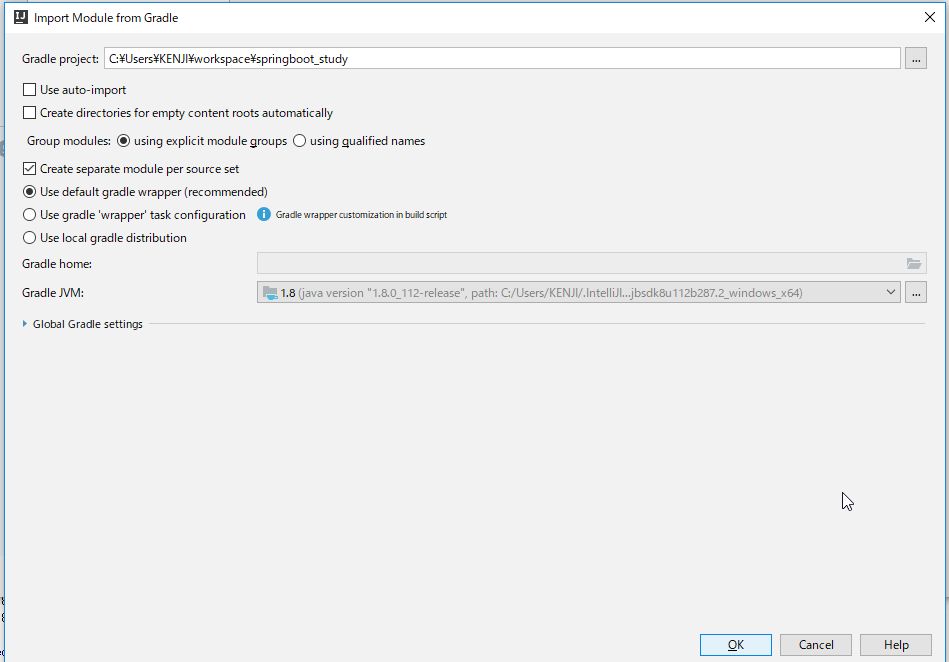 IJ Import Module from Gradle
Gradle project: C:¥Users¥KENJI¥workspace¥springboot_study ...
Use auto-import
Create directories for empty content roots automatically
Group modules: using explicit module groups using qualified names
Create separate module per source set
Use default gradle wrapper (recommended)
Use gradle 'wrapper' task configuration Gradle wrapper customization in build script
Use local gradle distribution
Gradle home:
Gradle JVM: 1.8 (java version "1.8.0_112-release", path: C:/Users/KENJI/.IntelliJI...jbsdk8u112b287.2_windows_x64) ...
Global Gradle settings
OK Cancel Help